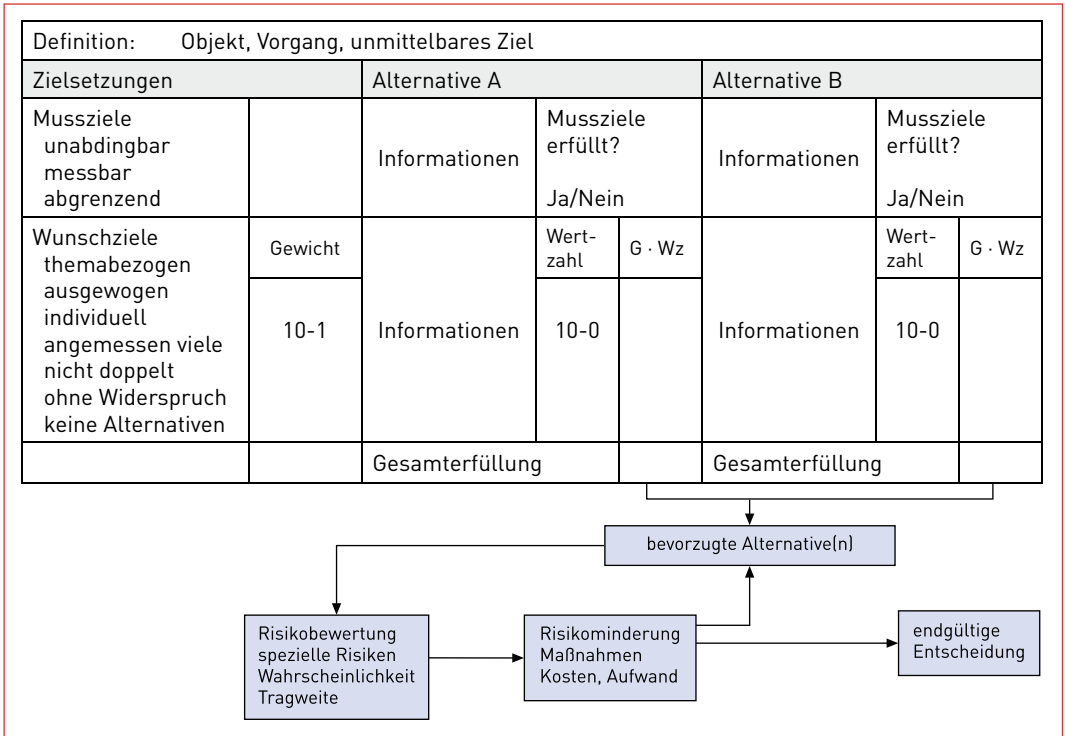 Definition: Objekt, Vorgang, unmittelbares Ziel
Zielsetzungen Alternative A Alternative B
Mussziele
unabdingbar
messbar
abgrenzend
Informationen
Mussziele
erfüllt?
Ja/Nein
Informationen
Mussziele
erfüllt?
Ja/Nein
Wunschziele
themabezogen
ausgewogen
individuell
angemessen viele
nicht doppelt
ohne Widerspruch
keine Alternativen
Gewicht
10-1
Informationen
Wert-
zahl
10-0
G · Wz
Informationen
Wert-
zahl
10-0
G · Wz
Gesamterfüllung Gesamterfüllung
bevorzugte Alternative(n)
Risikobewertung
spezielle Risiken
Wahrscheinlichkeit
Tragweite
Risikominderung
Maßnahmen
Kosten, Aufwand
endgültige
Entscheidung